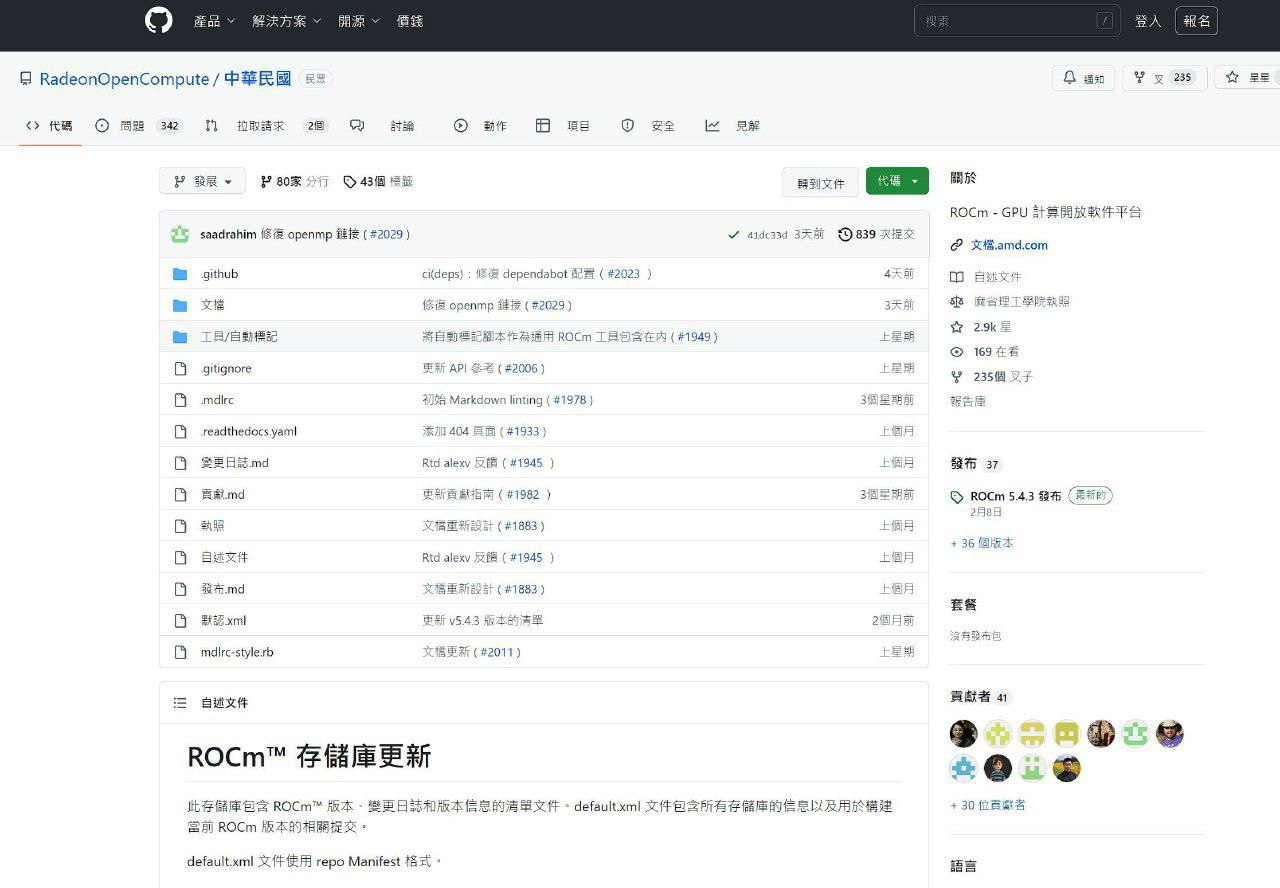 產品 解決方案 開源 價錢 搜索 / 登入 報名
RadeonOpenCompute / 中華民國 民眾 通知 叉 235 星星
代碼 問題 342 拉取請求 2個 討論 動作 項目 安全 見解
發展 80家 分行 43個 標籤 轉到文件 代碼
saadrahim 修復 openmp 鏈接 ( #2029 ) 41dc33d 3天前 839 次提交
.github ci(deps)：修復 dependabot 配置 ( #2023 ) 4天前
文檔 修復 openmp 鏈接 ( #2029 ) 3天前
工具/自動標記 將自動標記腳本作為通用 ROCm 工具包含在內 ( #1949 ) 上星期
.gitignore 更新 API 參考 ( #2006 ) 上星期
.mdlrc 初始 Markdown linting ( #1978 ) 3個星期前
.readthedocs.yaml 添加 404 頁面 ( #1933 ) 上個月
變更日誌.md Rtd alexv 反饋 ( #1945 ) 上個月
貢獻.md 更新貢獻指南 ( #1982 ) 3個星期前
執照 文檔重新設計 ( #1883 ) 上個月
自述文件 Rtd alexv 反饋 ( #1945 ) 上個月
發布.md 文檔重新設計 ( #1883 ) 上個月
默認.xml 更新 v5.4.3 版本的清單 2個月前
mdlrc-style.rb 文檔更新 ( #2011 ) 上星期
自述文件
ROCm™ 存儲庫更新
此存儲庫包含 ROCm™ 版本、變更日誌和版本信息的清單文件。default.xml 文件包含所有存儲庫的信息以及用於構建
當前 ROCm 版本的相關提交。
default.xml 文件使用 repo Manifest 格式。
關於
ROCm - GPU 計算開放軟件平台
文檔.amd.com
自述文件
麻省理工學院執照
2.9k 星
169 在看
235個 叉子
報告庫
發布 37
ROCm 5.4.3 發布 最新的
2月8日
+ 36 個版本
套餐
沒有發布包
貢獻者 41
+ 30 位貢獻者
語言